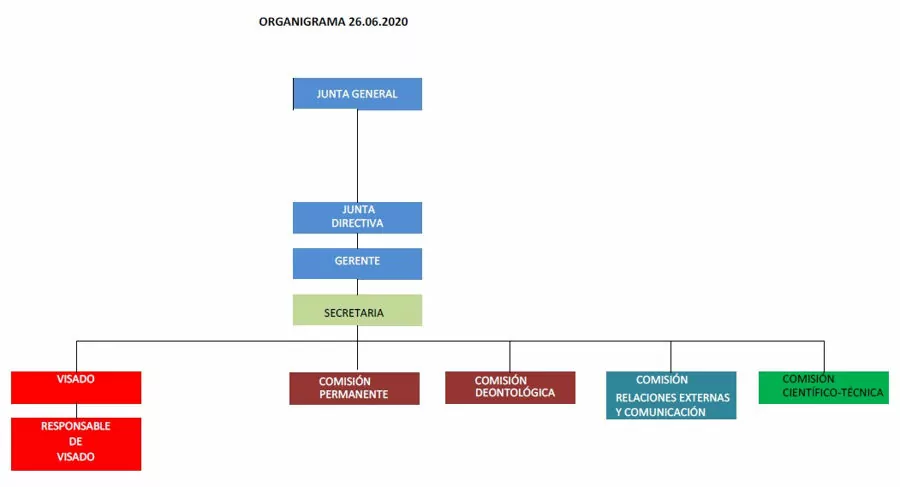 ORGANIGRAMA 26.06.2020
JUNTA GENERAL
JUNTA
DIRECTIVA
GERENTE
SECRETARIA
VISADO
RESPONSABLE
DE
VISADO
COMISIÓN
PERMANENTE
COMISIÓN
DEONTOLÓGICA
COMISIÓN
RELACIONES EXTERNAS
Y COMUNICACIÓN
COMISIÓN
CIENTÍFICO-TÉCNICA